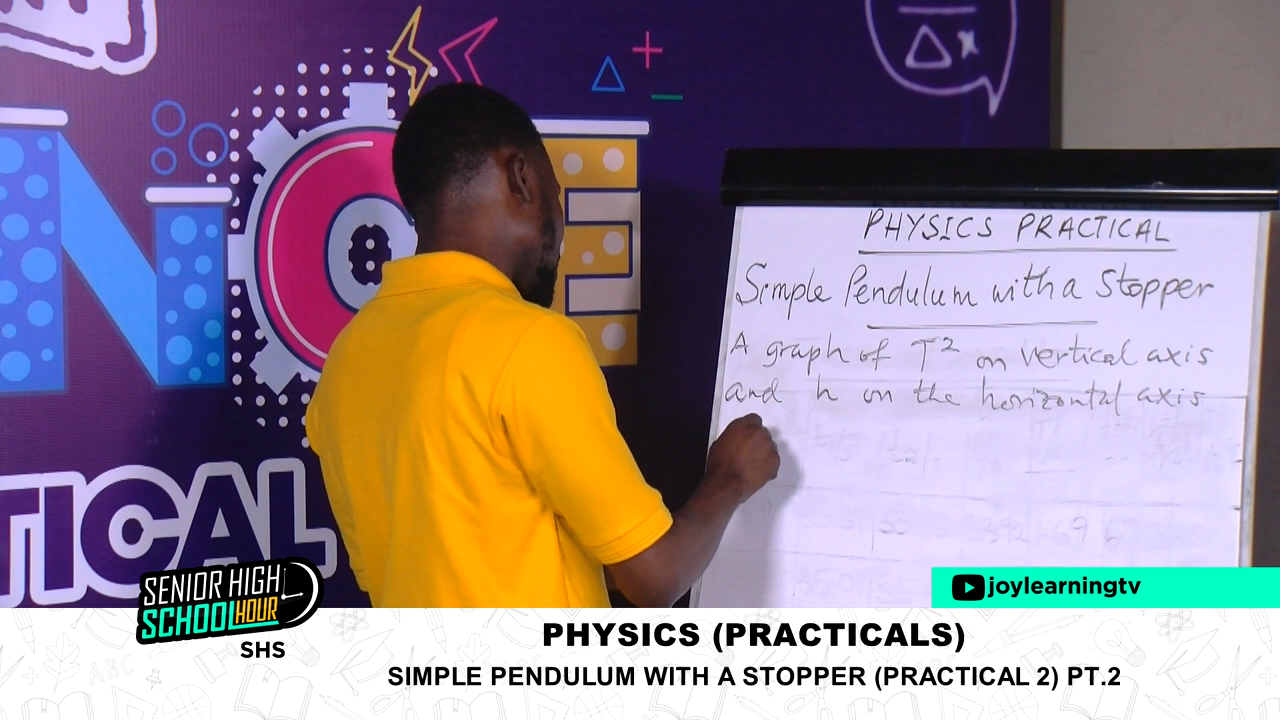 PHYSICS PRACTICAL
Simple Pendulum with a Stopper
A graph of T² on vertical axis
and h on the horizontal axis
TICAL
SENIOR HIGH
SCHOOL HOUR
SHS
joylearningtv
PHYSICS (PRACTICALS)
SIMPLE PENDULUM WITH A STOPPER (PRACTICAL 2) PT.2